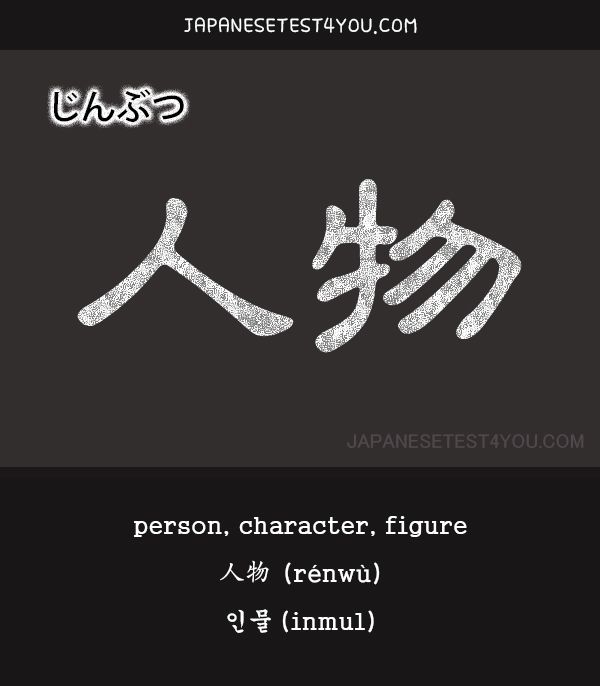 JAPANESETEST4YOU.COM
じんぶつ
人物
JAPANESETEST4YOU.COM
person, character, figure
人物 (rénwù)
인물 (inmul)